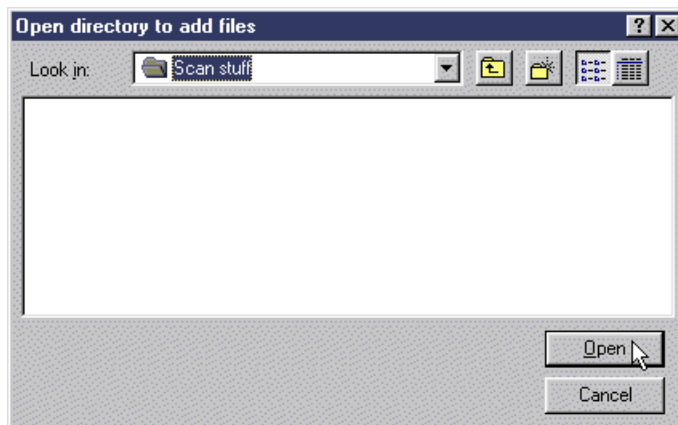 Open directory to add files
Look in:
Scan stuff
Open
Cancel